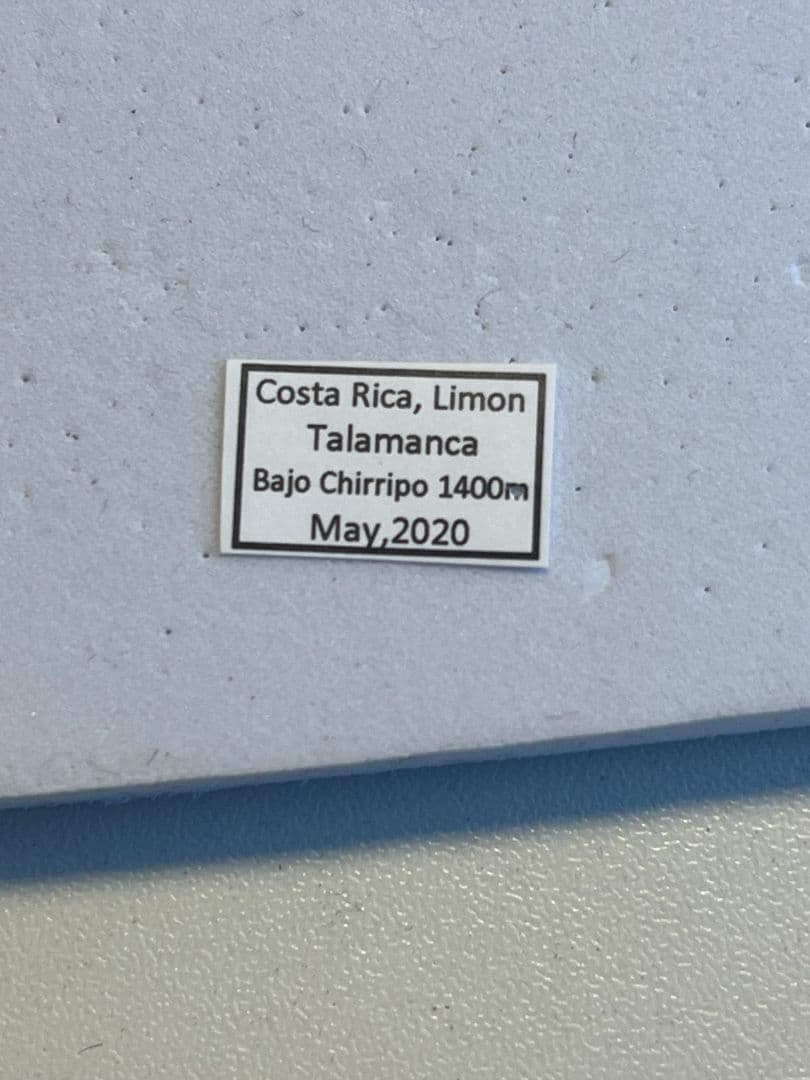 Costa Rica, Limon
Talamanca
Bajo Chirripo 1400m
May,2020